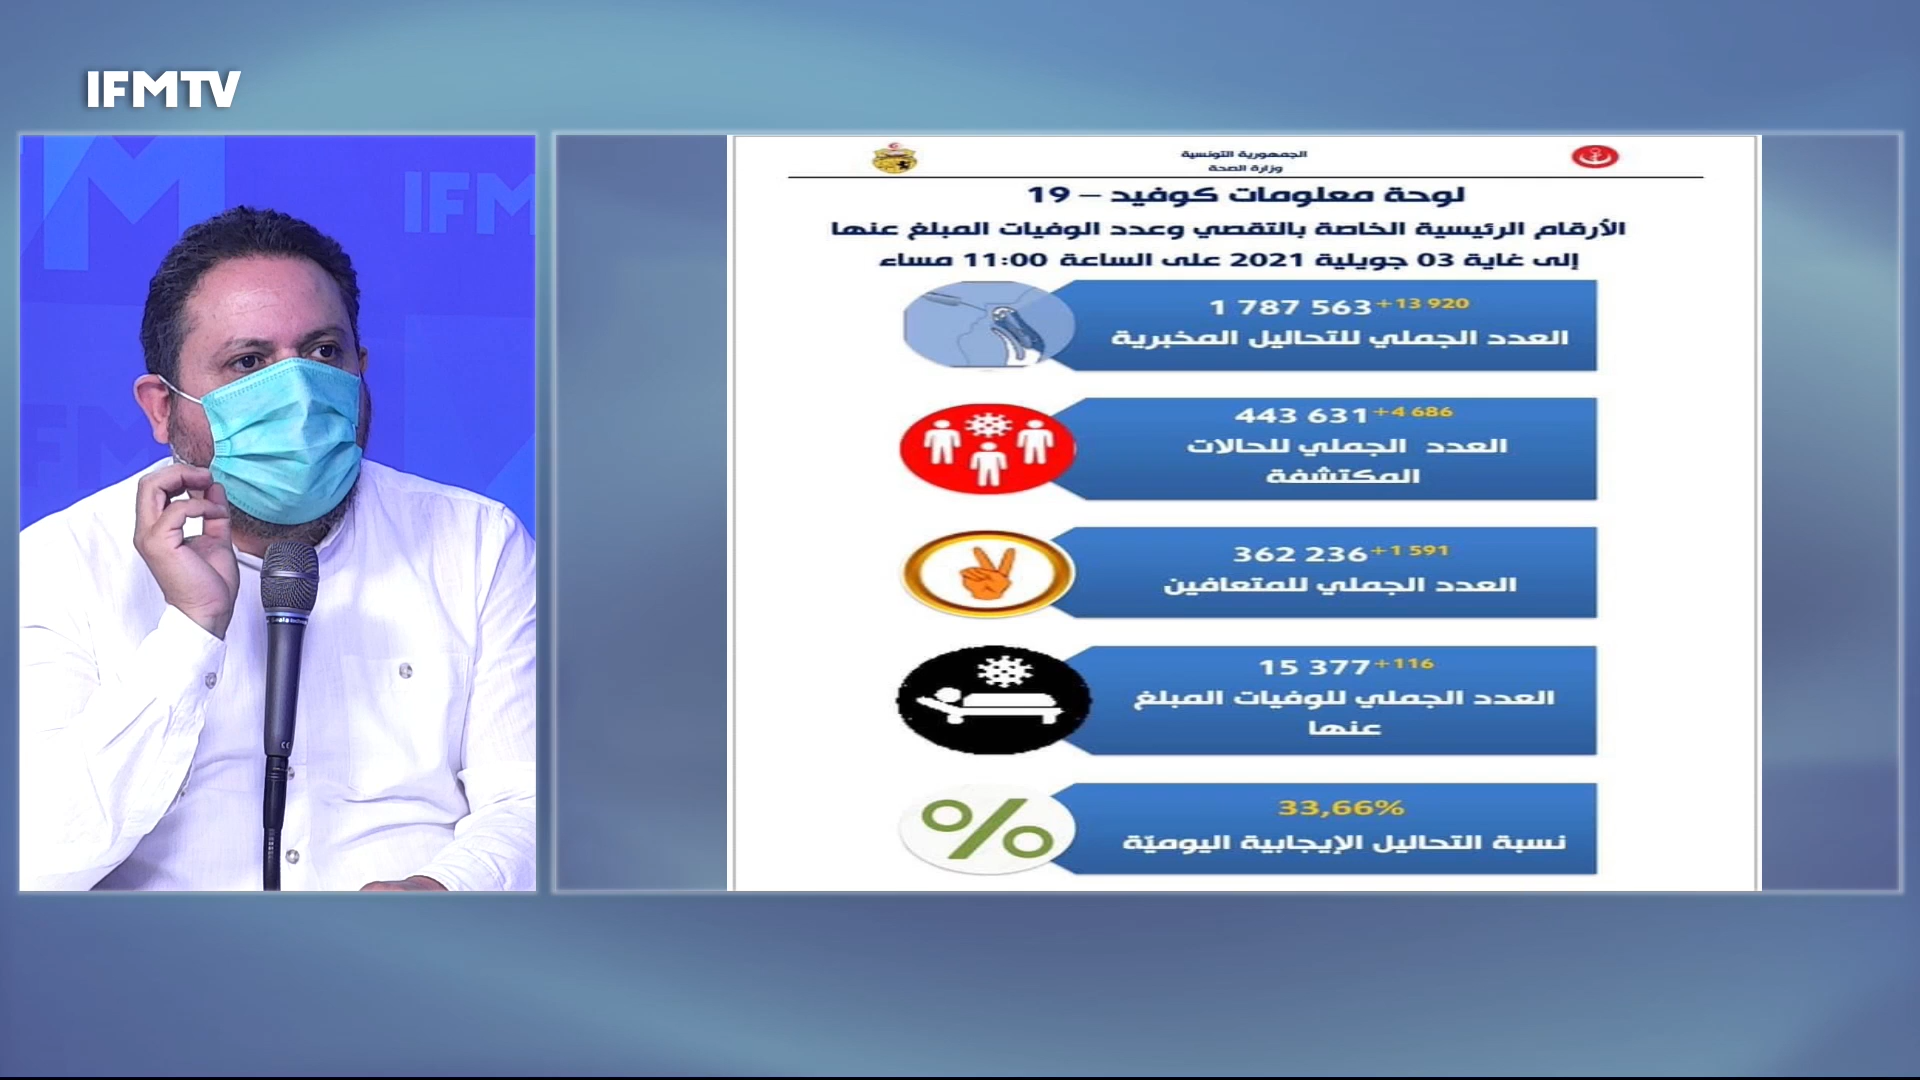 IFMTV
IFM
الجمهورية التونسية
وزارة الصحة
لوحة معلومات كوفيد – 19
الأرقام الرئيسية الخاصة بالتقصي وعدد الوفيات المبلغ عنها
إلى غاية 03 جويلية 2021 على الساعة 11:00 مساء
1 787 563 +13 920
العدد الجملي للتحاليل المخبرية
443 631 +4 686
العدد الجملي للحالات
المكتشفة
362 236 +1 591
العدد الجملي للمتعافين
15 377 +116
العدد الجملي للوفيات المبلغ
عنها
%
33,66%
نسبة التحاليل الإيجابية اليوميّة